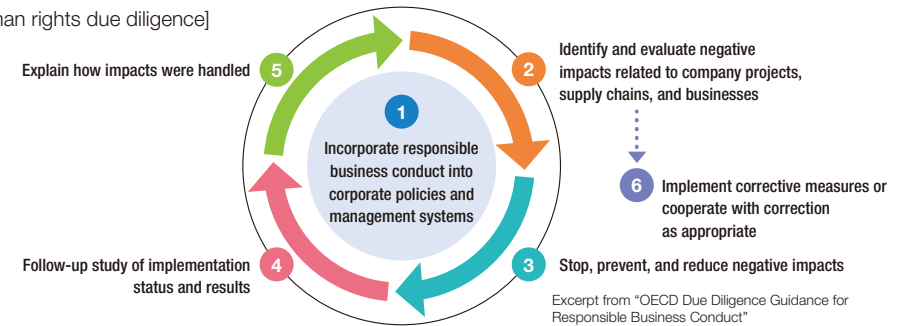 rights due diligence]
1
Incorporate responsible
business conduct into
corporate policies and
management systems
2
Identify and evaluate negative
impacts related to company projects,
supply chains, and businesses
6
Implement corrective measures or
cooperate with correction
as appropriate
3
Stop, prevent, and reduce negative impacts
4
Follow-up study of implementation
status and results
5
Explain how impacts were handled
Excerpt from “OECD Due Diligence Guidance for
Responsible Business Conduct”